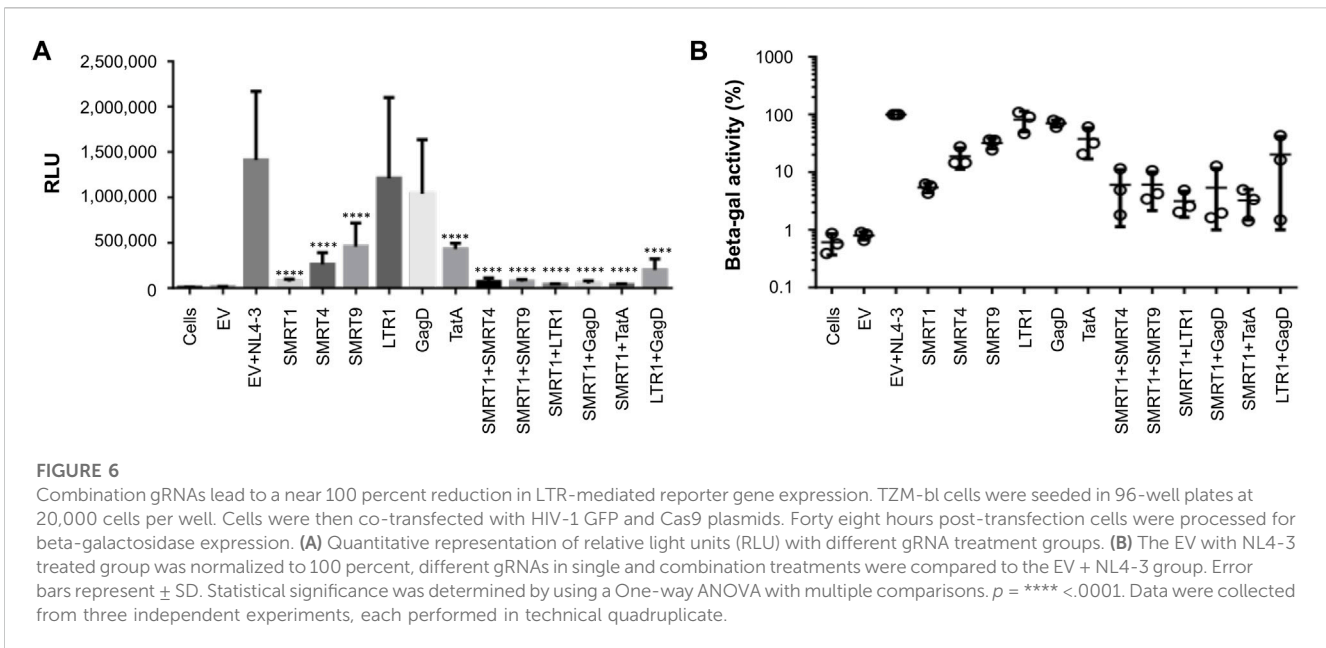 A
2,500,000
2,000,000
1,500,000
1,000,000
500,000
0
RLU
****
****
****
****
****
****
****
****
****
****
Cells
EV
EV+NL4-3
SMRT1
SMRT4
SMRT9
LTR1
GagD
TatA
SMRT1+SMRT4
SMRT1+SMRT9
SMRT1+LTR1
SMRT1+GagD
SMRT1+TatA
LTR1+GagD
B
1000
100
10
1
0.1
Beta-gal activity (%)
Cells
EV
EV+NL4-3
SMRT1
SMRT4
SMRT9
LTR1
GagD
TatA
SMRT1+SMRT4
SMRT1+SMRT9
SMRT1+LTR1
SMRT1+GagD
SMRT1+TatA
LTR1+GagD
FIGURE 6
Combination gRNAs lead to a near 100 percent reduction in LTR-mediated reporter gene expression. TZM-bl cells were seeded in 96-well plates at
20,000 cells per well. Cells were then co-transfected with HIV-1 GFP and Cas9 plasmids. Forty eight hours post-transfection cells were processed for
beta-galactosidase expression. (A) Quantitative representation of relative light units (RLU) with different gRNA treatment groups. (B) The EV with NL4-3
treated group was normalized to 100 percent, different gRNAs in single and combination treatments were compared to the EV + NL4-3 group. Error
bars represent ± SD. Statistical significance was determined by using a One-way ANOVA with multiple comparisons. p = **** <.0001. Data were collected
from three independent experiments, each performed in technical quadruplicate.